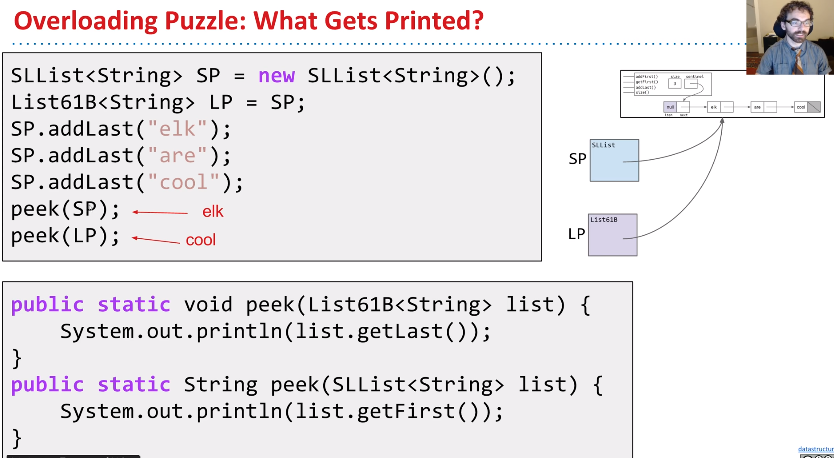 Overloading Puzzle: What Gets Printed?
SLList<String> SP = new SLList<String>();
List61B<String> LP = SP;
SP.addLast("elk");
SP.addLast("are");
SP.addLast("cool");
peek(SP);
elk
peek(LP);
cool
public static void peek(List61B<String> list) {
System.out.println(list.getLast());
}
public static String peek(SLList<String> list) {
System.out.println(list.getFirst());
}
addFirst()
getFirst()
addLast()
size()
size sentinel
null elk are cool
item next
SP
SLList
LP
List61B
datastructur